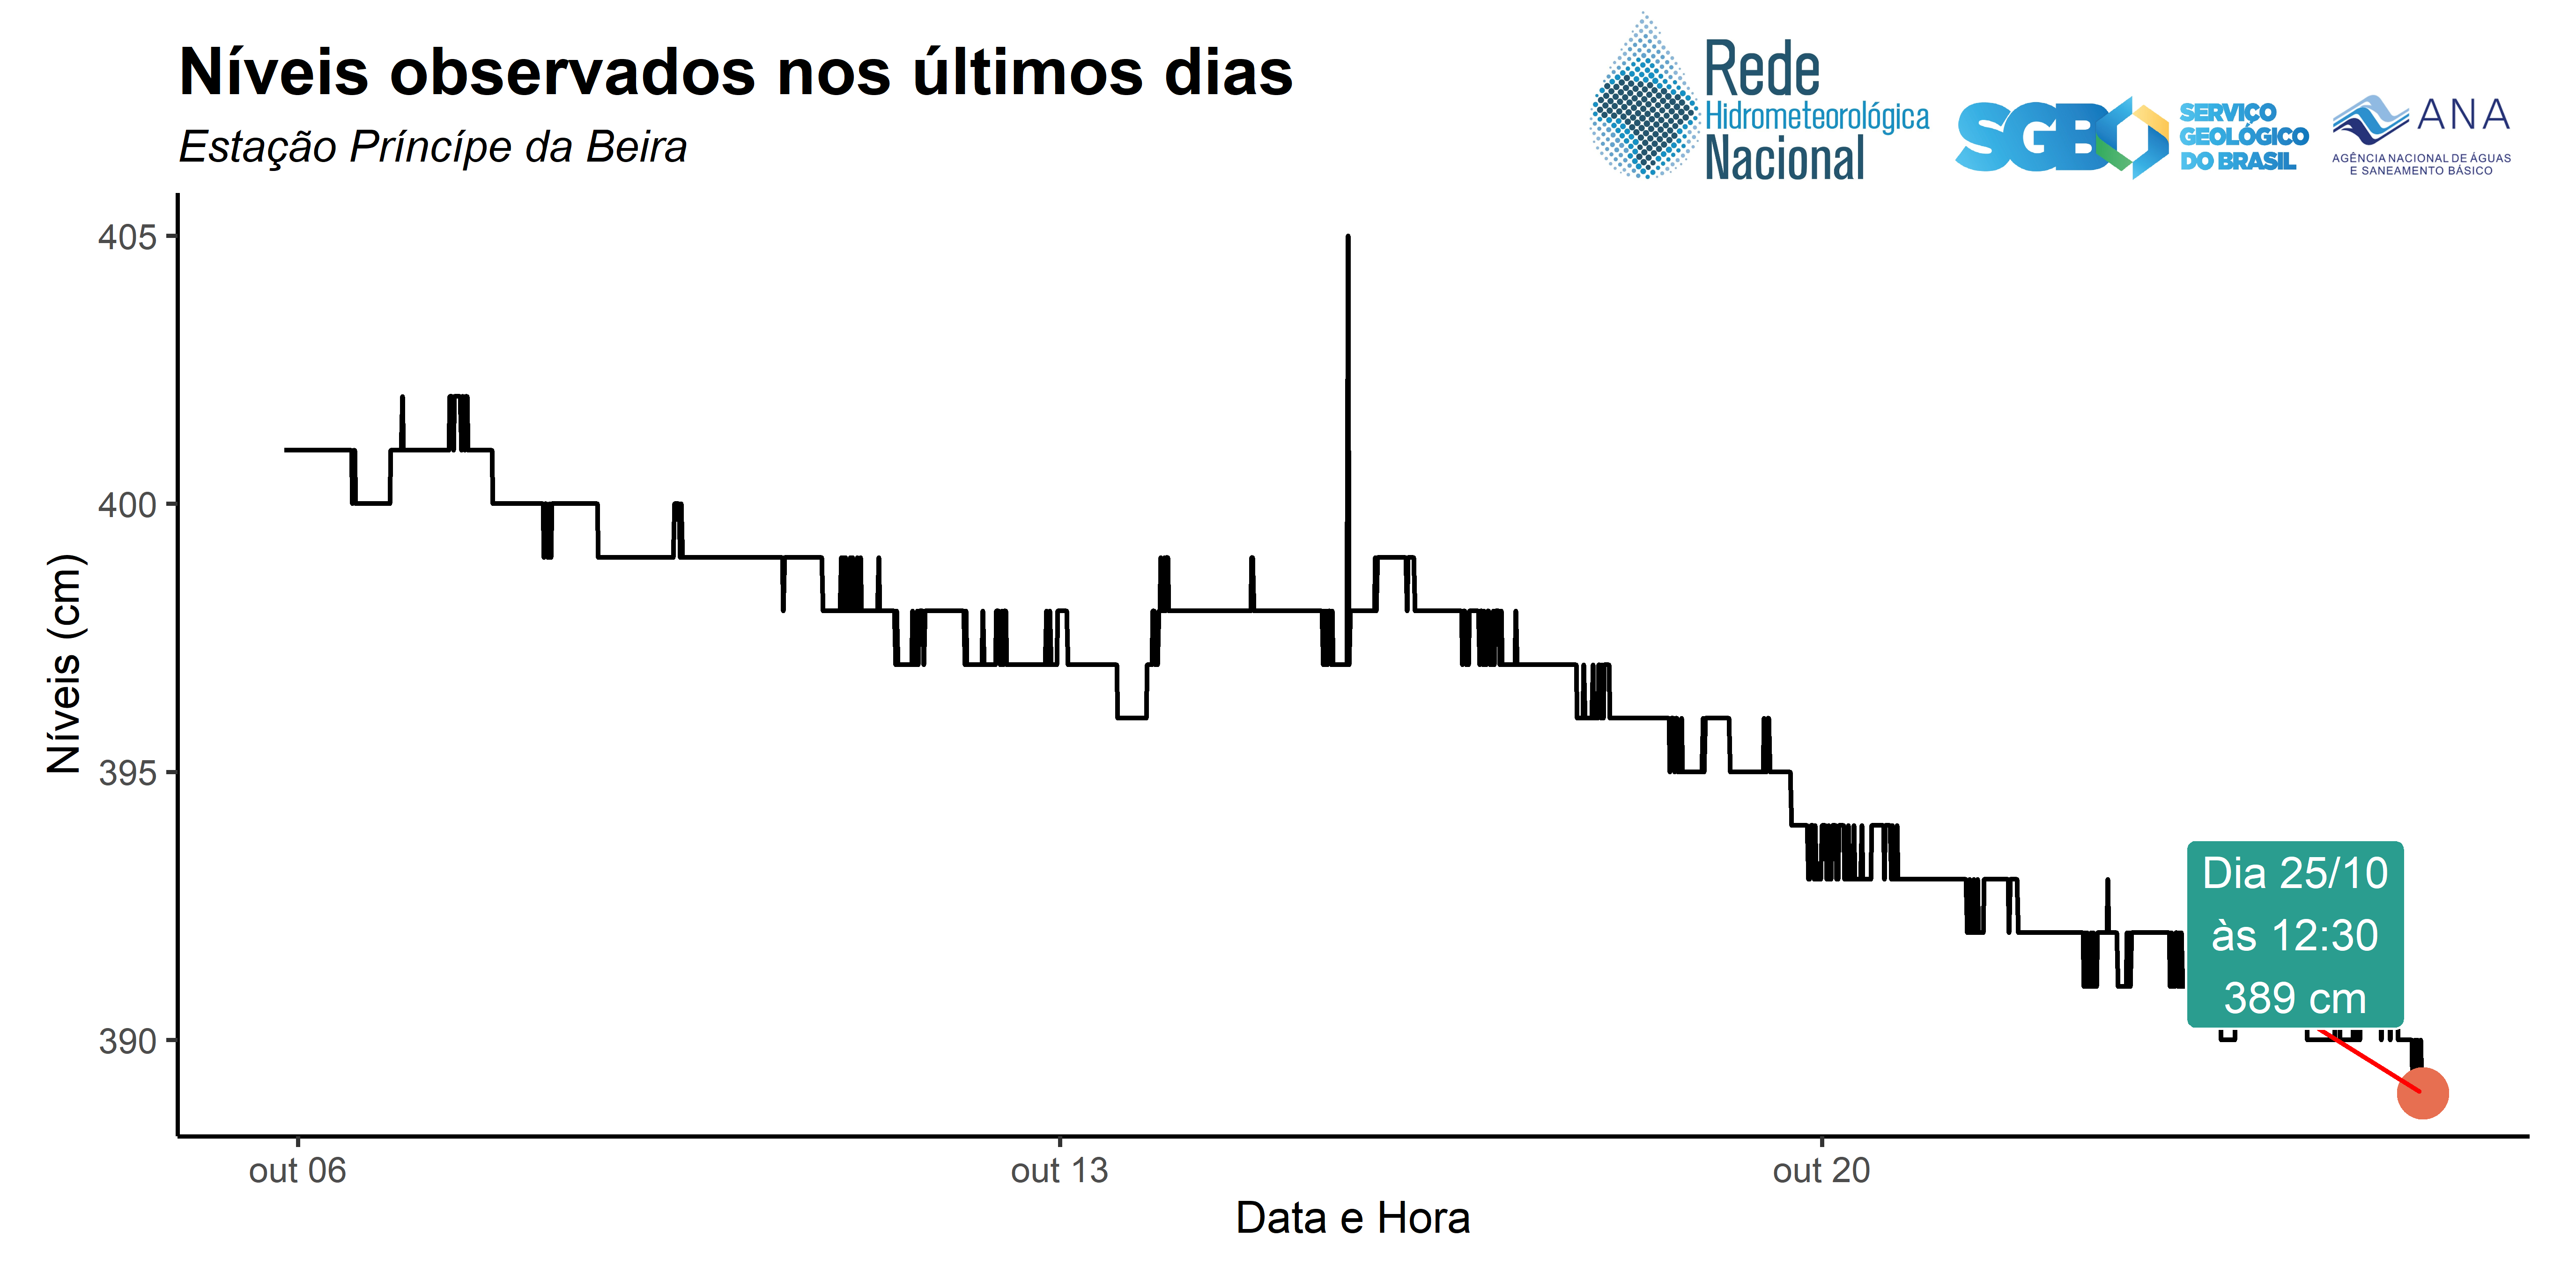 Níveis observados nos últimos dias
Estação Príncípe da Beira
Rede
Hidrometeorológica
Nacional
SGB
SERVIÇO
GEOLÓGICO
DO BRASIL
ANA
AGÊNCIA NACIONAL DE ÁGUAS
E SANEAMENTO BÁSICO
Níveis (cm)
405
400
395
390
Dia 25/10
às 12:30
389 cm
out 06
out 13
out 20
Data e Hora